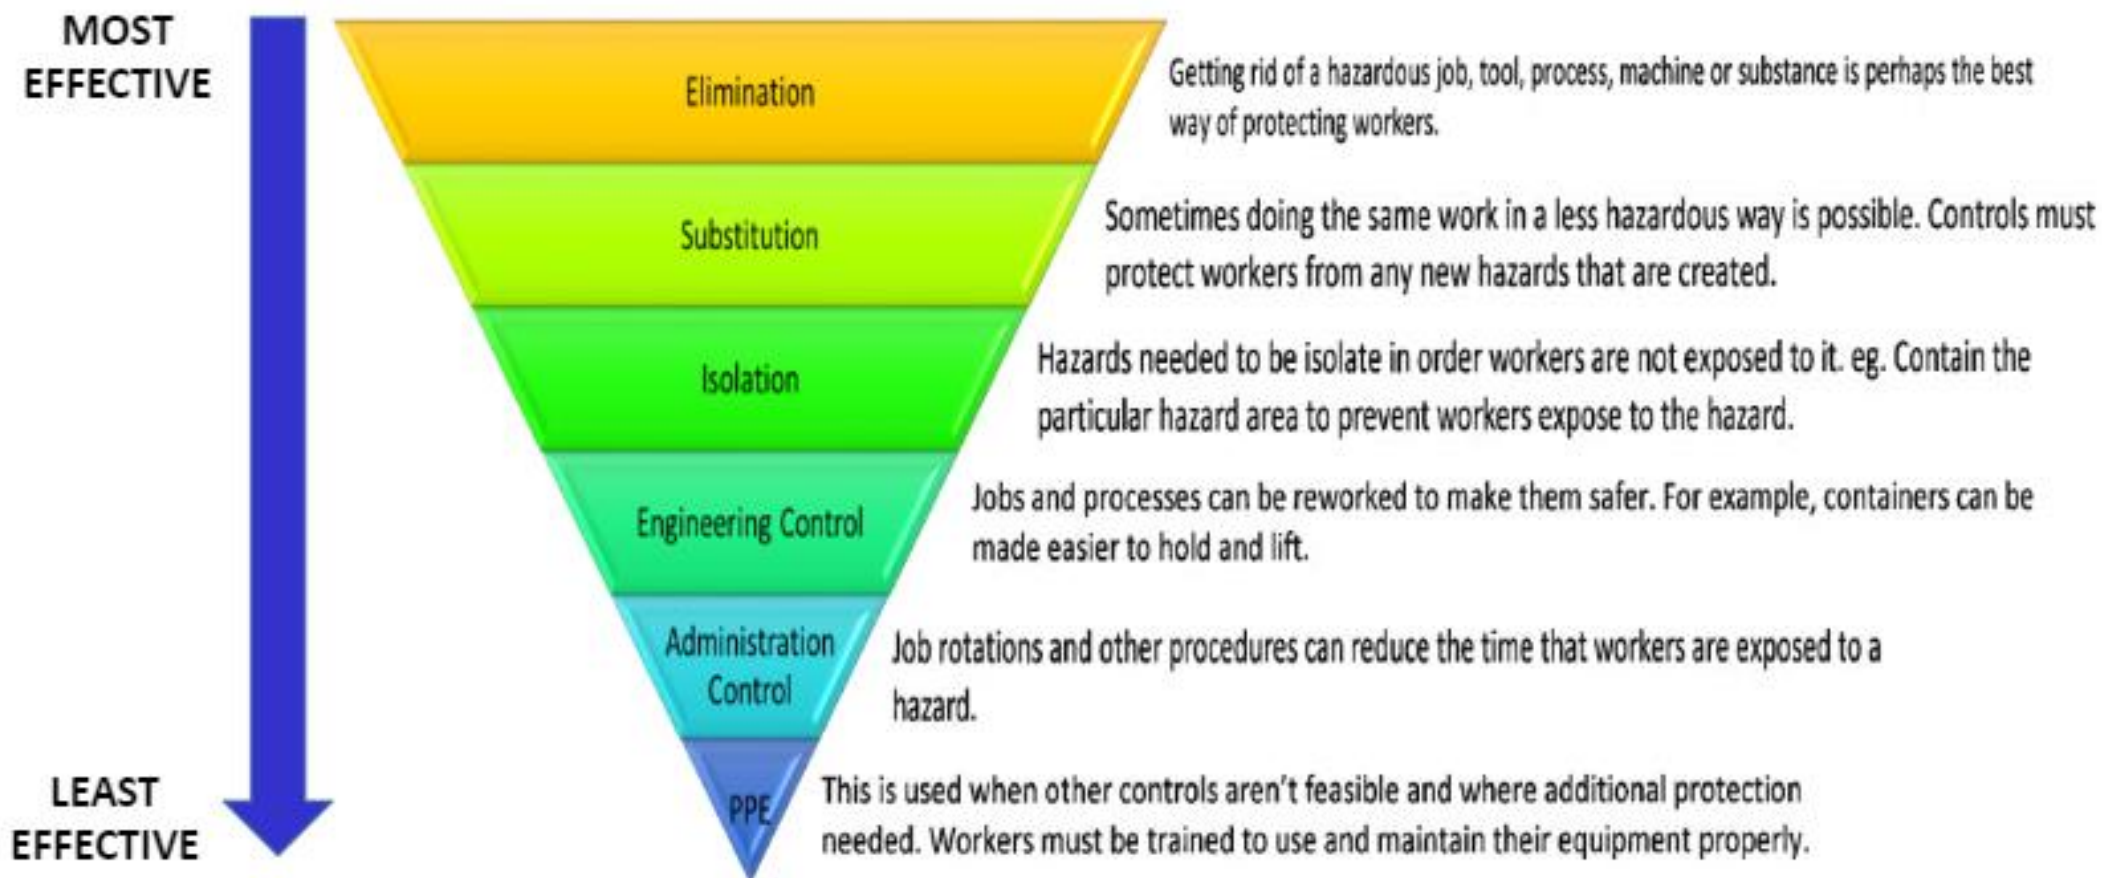 MOST
EFFECTIVE
Elimination
Getting rid of a hazardous job, tool, process, machine or substance is perhaps the best
way of protecting workers.
Substitution
Sometimes doing the same work in a less hazardous way is possible. Controls must
protect workers from any new hazards that are created.
Isolation
Hazards needed to be isolate in order workers are not exposed to it. eg. Contain the
particular hazard area to prevent workers expose to the hazard.
Engineering Control
Jobs and processes can be reworked to make them safer. For example, containers can be
made easier to hold and lift.
Administration
Control
Job rotations and other procedures can reduce the time that workers are exposed to a
hazard.
LEAST
EFFECTIVE
PPE
This is used when other controls aren't feasible and where additional protection
needed. Workers must be trained to use and maintain their equipment properly.